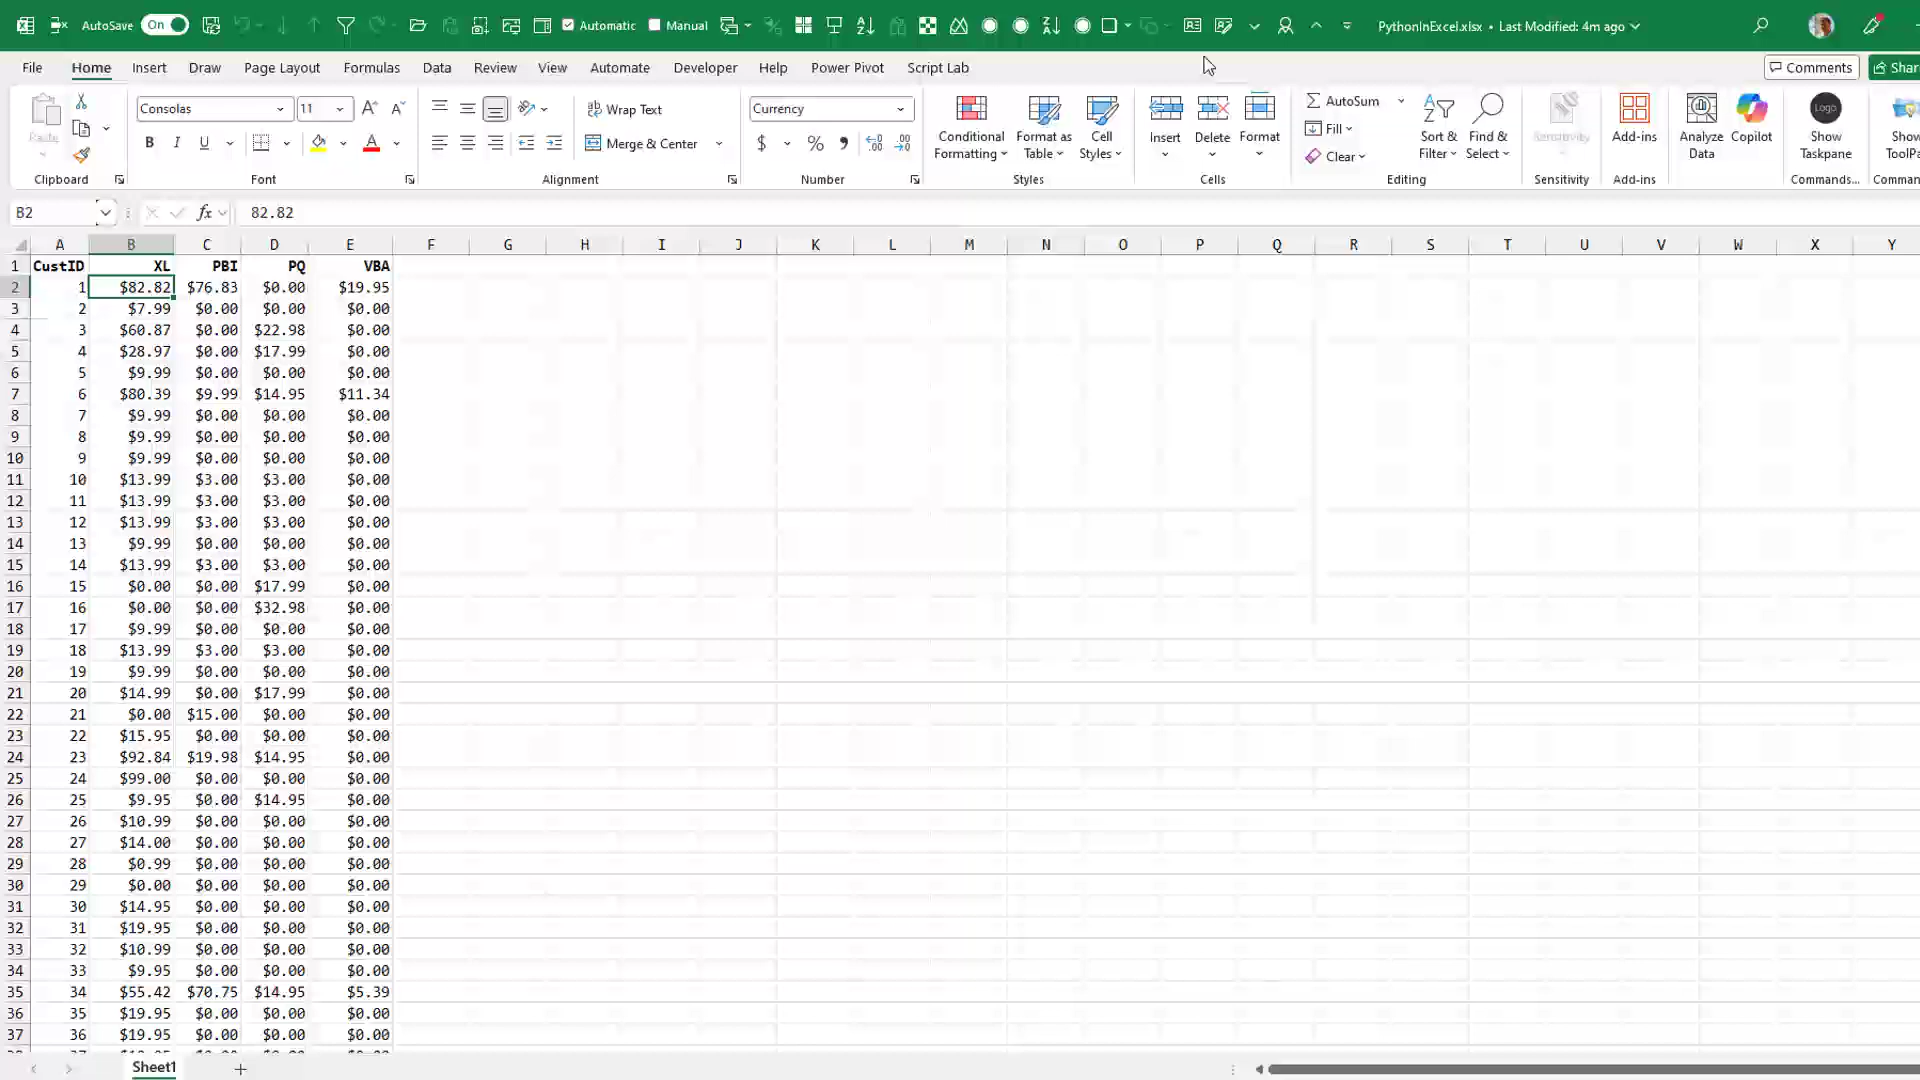 AutoSave On Automatic Manual PythonInExcel.xlsx • Last Modified: 4m ago
File Home Insert Draw Page Layout Formulas Data Review View Automate Developer Help Power Pivot Script Lab Comments Shar
Paste Consolas 11 Wrap Text Currency Conditional Formatting Format as Table Cell Styles Insert Delete Format AutoSum Fill Clear Sort & Filter Find & Select Sensitivity Add-ins Analyze Data Copilot Logo Show Taskpane Show ToolPa
B I U Merge & Center $ %
Clipboard Font Alignment Number Styles Cells Editing Sensitivity Add-ins Commands... Comman
B2 fx 82.82
A B C D E F G H I J K L M N O P Q R S T U V W X Y
1 CustID XL PBI PQ VBA
2 1 $82.82 $76.83 $0.00 $19.95
3 2 $7.99 $0.00 $0.00 $0.00
4 3 $60.87 $0.00 $22.98 $0.00
5 4 $28.97 $0.00 $17.99 $0.00
6 5 $9.99 $0.00 $0.00 $0.00
7 6 $80.39 $9.99 $14.95 $11.34
8 7 $9.99 $0.00 $0.00 $0.00
9 8 $9.99 $0.00 $0.00 $0.00
10 9 $9.99 $0.00 $0.00 $0.00
11 10 $13.99 $3.00 $3.00 $0.00
12 11 $13.99 $3.00 $3.00 $0.00
13 12 $13.99 $3.00 $3.00 $0.00
14 13 $9.99 $0.00 $0.00 $0.00
15 14 $13.99 $3.00 $3.00 $0.00
16 15 $0.00 $0.00 $17.99 $0.00
17 16 $0.00 $0.00 $32.98 $0.00
18 17 $9.99 $0.00 $0.00 $0.00
19 18 $13.99 $3.00 $3.00 $0.00
20 19 $9.99 $0.00 $0.00 $0.00
21 20 $14.99 $0.00 $17.99 $0.00
22 21 $0.00 $15.00 $0.00 $0.00
23 22 $15.95 $0.00 $0.00 $0.00
24 23 $92.84 $19.98 $14.95 $0.00
25 24 $99.00 $0.00 $0.00 $0.00
26 25 $9.95 $0.00 $14.95 $0.00
27 26 $10.99 $0.00 $0.00 $0.00
28 27 $14.00 $0.00 $0.00 $0.00
29 28 $0.99 $0.00 $0.00 $0.00
30 29 $0.00 $0.00 $0.00 $0.00
31 30 $14.95 $0.00 $0.00 $0.00
32 31 $19.95 $0.00 $0.00 $0.00
33 32 $10.99 $0.00 $0.00 $0.00
34 33 $9.95 $0.00 $0.00 $0.00
35 34 $55.42 $70.75 $14.95 $5.39
36 35 $19.95 $0.00 $0.00 $0.00
37 36 $19.95 $0.00 $0.00 $0.00
Sheet1